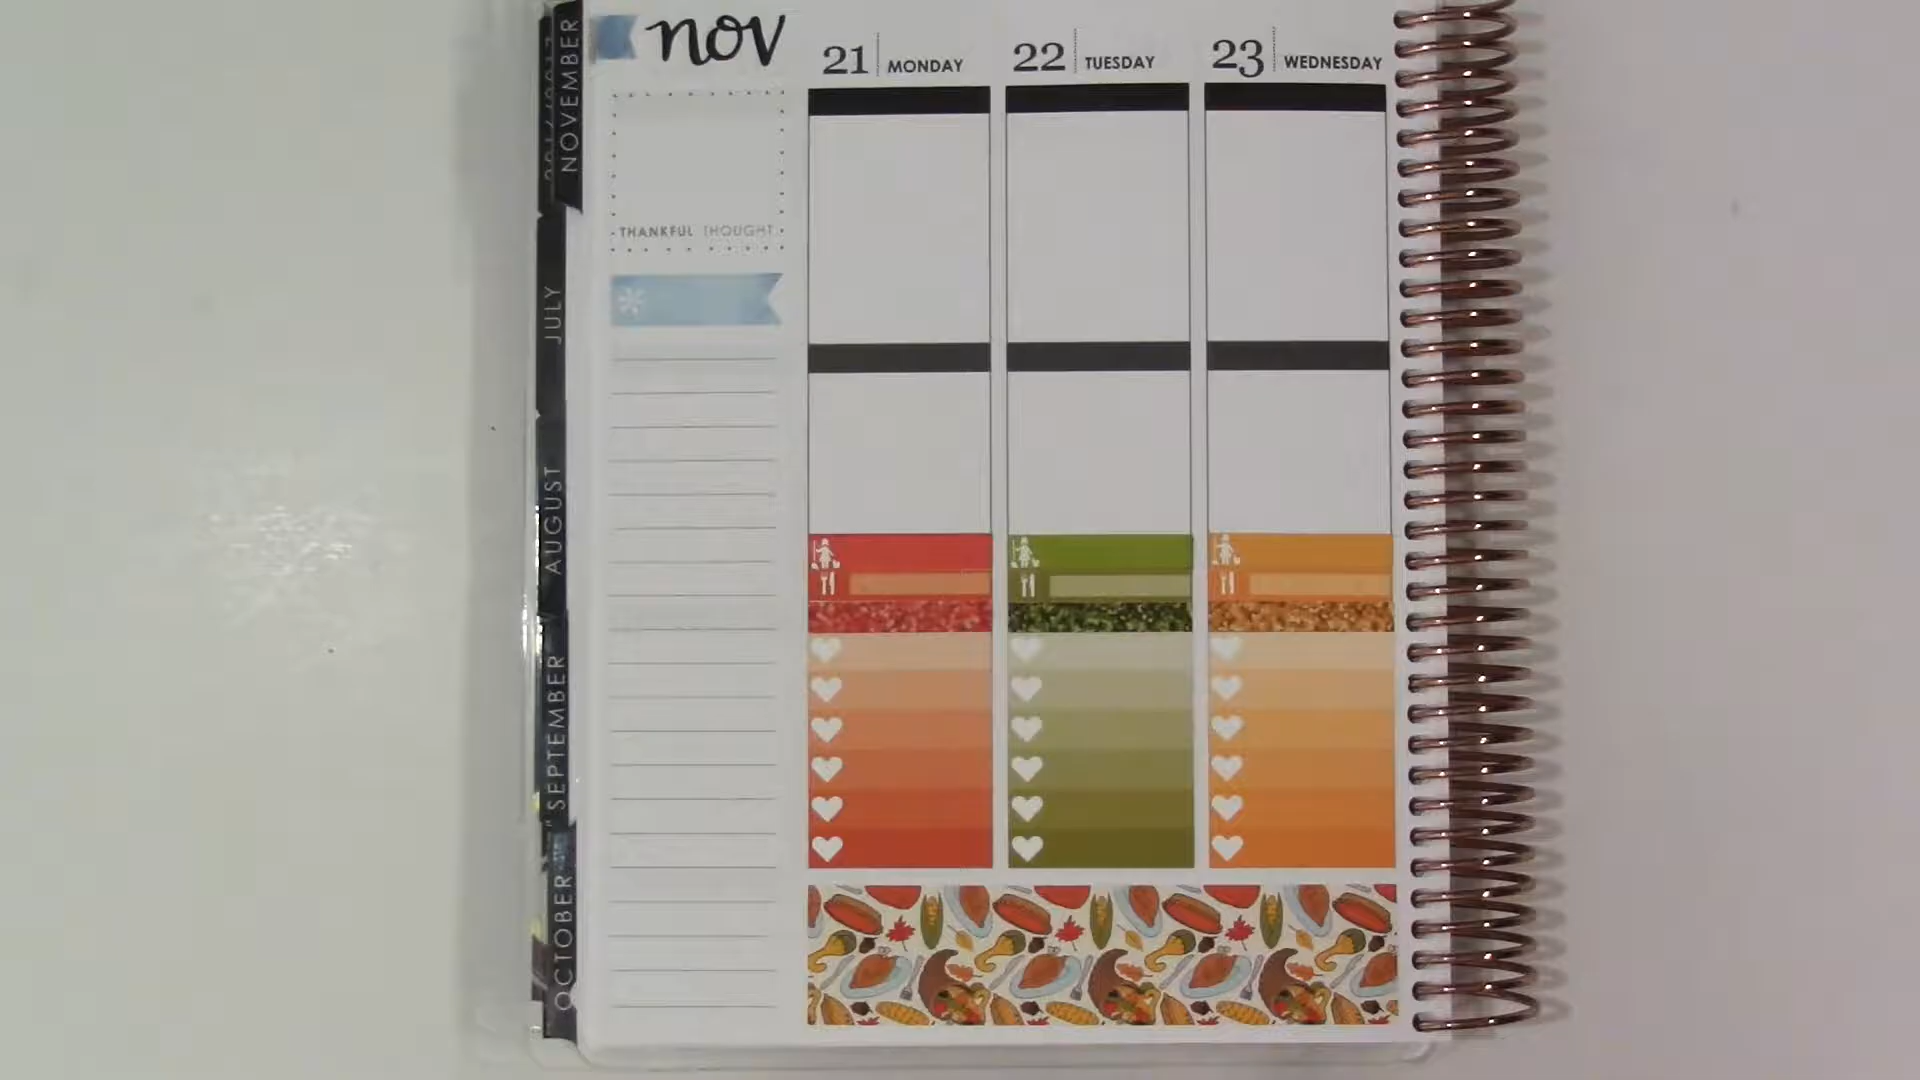 nov
21 MONDAY
22 TUESDAY
23 WEDNESDAY
THANKFUL THOUGHT
NOVEMBER
JULY
AUGUST
SEPTEMBER
OCTOBER